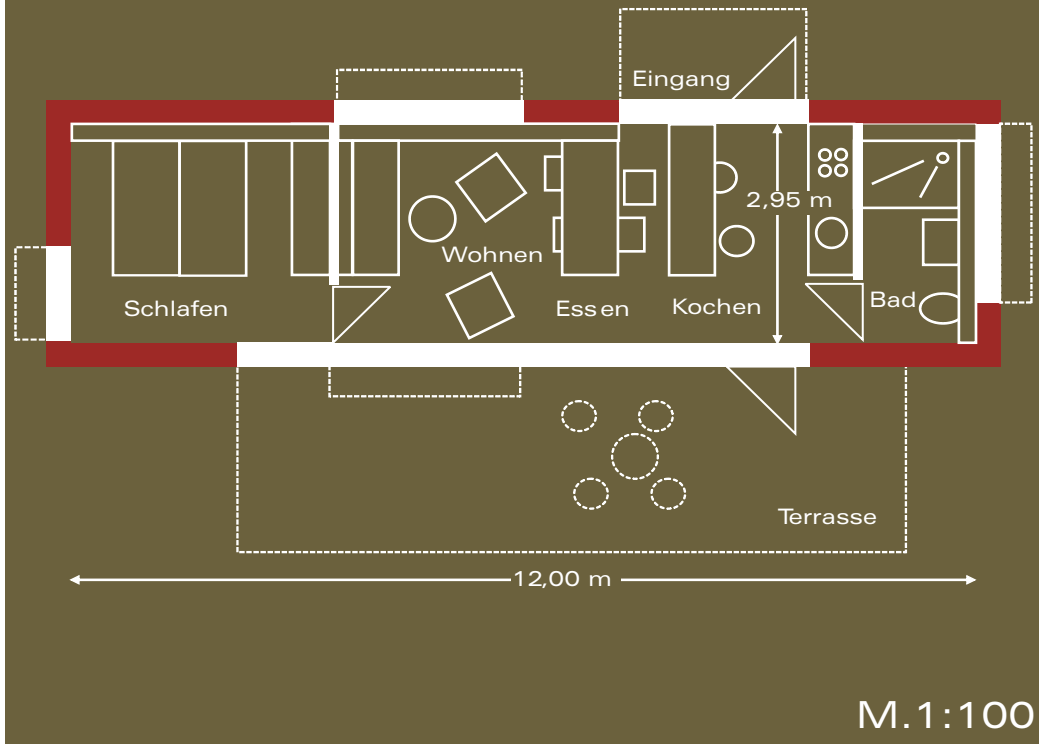 Eingang
2,95 m
Wohnen
Schlafen
Essen
Kochen
Bad
Terrasse
12,00 m
M.1:100